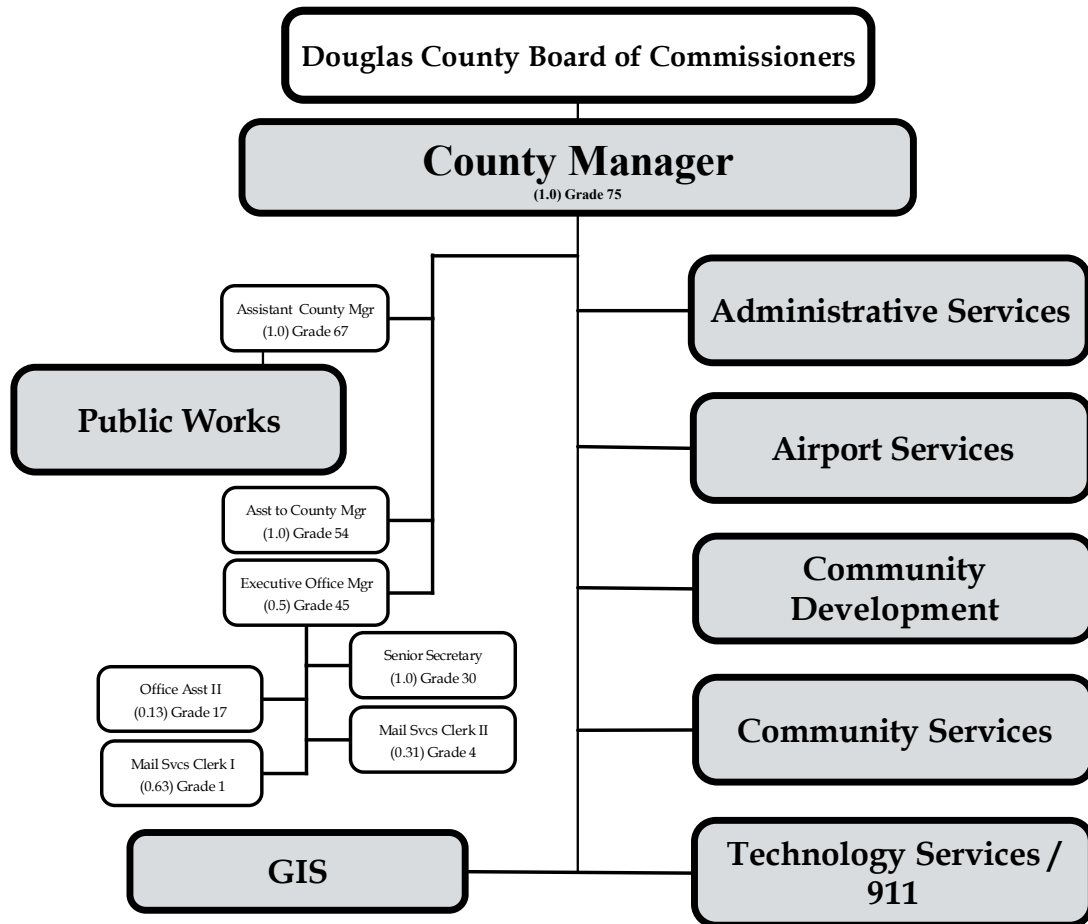 Douglas County Board of Commissioners
County Manager
(1.0) Grade 75
Assistant County Mgr
(1.0) Grade 67
Public Works
Asst to County Mgr
(1.0) Grade 54
Executive Office Mgr
(0.5) Grade 45
Senior Secretary
(1.0) Grade 30
Office Asst II
(0.13) Grade 17
Mail Svcs Clerk II
(0.31) Grade 4
Mail Svcs Clerk I
(0.63) Grade 1
GIS
Administrative Services
Airport Services
Community
Development
Community Services
Technology Services /
911